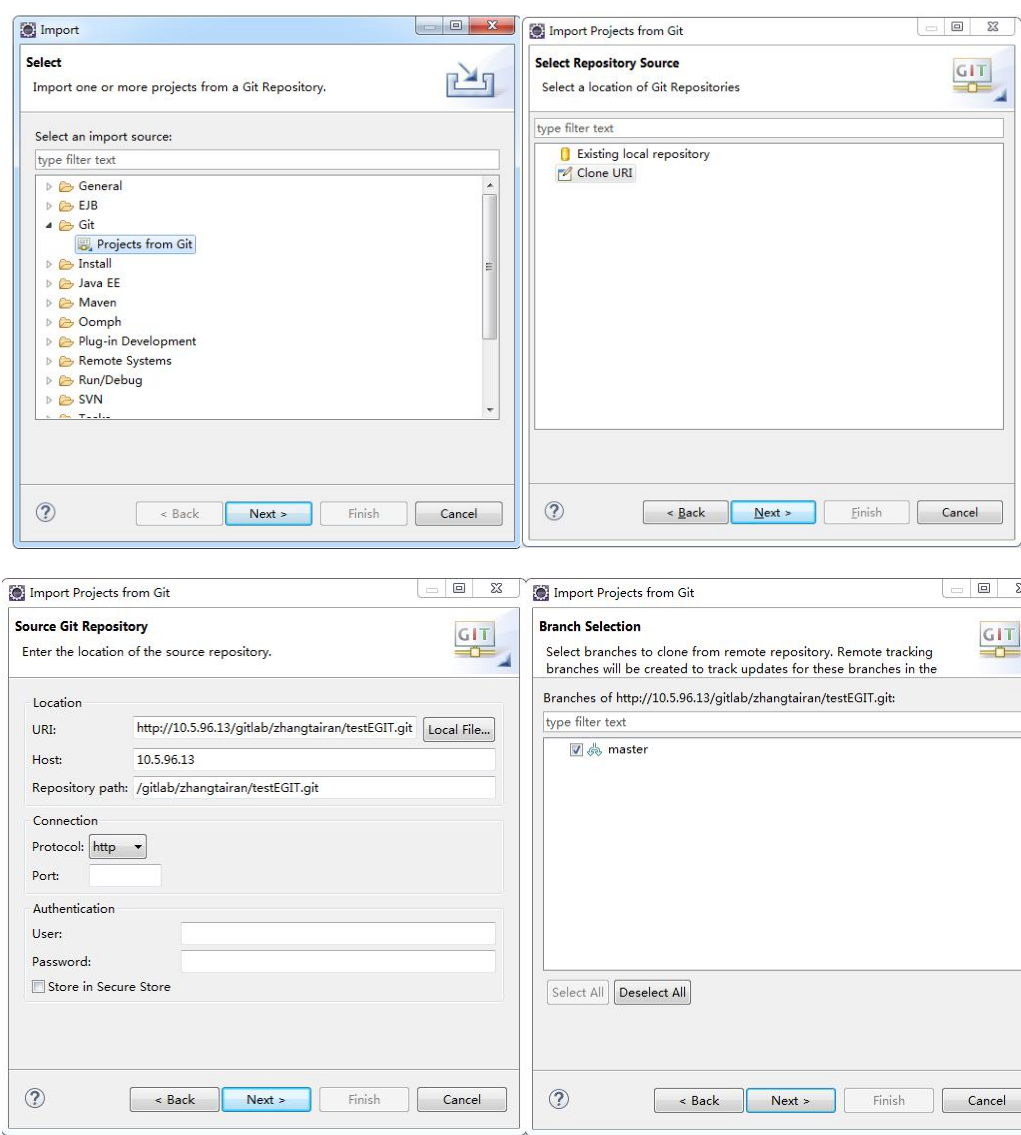 Import
Select
Import one or more projects from a Git Repository.
Select an import source:
type filter text
General
EJB
Git
Projects from Git
Install
Java EE
Maven
Oomph
Plug-in Development
Remote Systems
Run/Debug
SVN
?
< Back
Next >
Finish
Cancel
Import Projects from Git
Select Repository Source
Select a location of Git Repositories
GIT
type filter text
Existing local repository
Clone URI
?
< Back
Next >
Finish
Cancel
Import Projects from Git
Source Git Repository
Enter the location of the source repository.
GIT
Location
URI: http://10.5.96.13/gitlab/zhangtairan/testEGIT.git Local File...
Host: 10.5.96.13
Repository path: /gitlab/zhangtairan/testEGIT.git
Connection
Protocol: http
Port:
Authentication
User:
Password:
Store in Secure Store
?
< Back
Next >
Finish
Cancel
Import Projects from Git
Branch Selection
Select branches to clone from remote repository. Remote tracking
branches will be created to track updates for these branches in the
GIT
Branches of http://10.5.96.13/gitlab/zhangtairan/testEGIT.git:
type filter text
master
Select All
Deselect All
?
< Back
Next >
Finish
Cancel